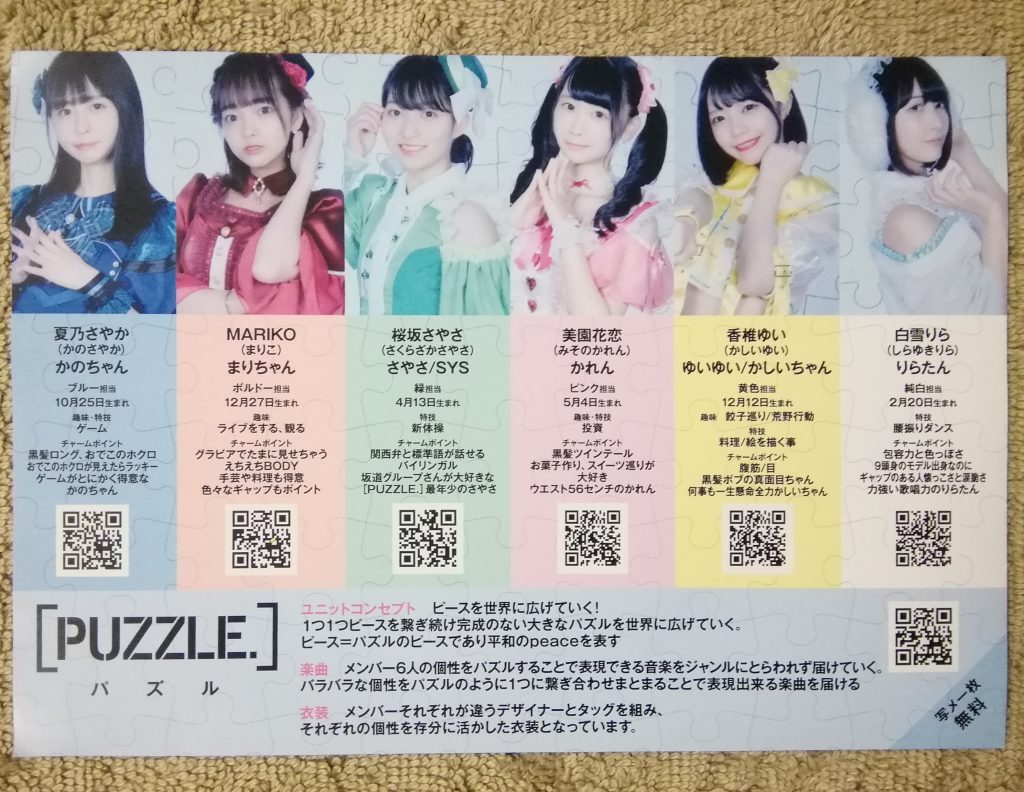 夏乃さやか
(かのさやか)
かのちゃん
ブルー担当
10月25日生まれ
趣味・特技
ゲーム
チャームポイント
黒髪ロング、おでこのホクロ
おでこのホクロが見えたらラッキー
ゲームがとにかく得意な
かのちゃん
MARIKO
(まりこ)
まりちゃん
ボルドー担当
12月27日生まれ
趣味
ライブをする、観る
チャームポイント
グラビアでたまに見せちゃう
えちえちBODY
手芸や料理も得意
色々なギャップもポイント
桜坂さやさ
(さくらざかさやさ)
さやさ/SYS
緑担当
4月13日生まれ
特技
新体操
チャームポイント
関西弁と標準語が話せる
バイリンガル
坂道グループさんが大好きな
[PUZZLE.]最年少のさやさ
美園花恋
(みそのかれん)
かれん
ピンク担当
5月4日生まれ
特技
投資
チャームポイント
黒髪ツインテール
お菓子作り、スイーツ巡りが
大好き
ウエスト56センチのかれん
香椎ゆい
(かしいゆい)
ゆいゆい/かしいちゃん
黄色担当
12月12日生まれ
趣味 餃子巡り/荒野行動
特技
料理/絵を描く事
チャームポイント
腹筋/目
黒髪ボブの真面目ちゃん
何事も一生懸命全力かしいちゃん
白雪りら
(しらゆきりら)
りらたん
純白担当
2月20日生まれ
特技
腰振りダンス
チャームポイント
包容力と色っぽさ
9頭身のモデル出身なのに
ギャップのある人懐っこさと涙脆さ
力強い歌唱力のりらたん
[PUZZLE.]
パズル
ユニットコンセプト ピースを世界に広げていく!
1つ1つピースを繋ぎ続け完成のない大きなパズルを世界に広げていく。
ピース=パズルのピースであり平和のpeaceを表す
楽曲 メンバー6人の個性をパズルすることで表現できる音楽をジャンルにとらわれず届けていく。
バラバラな個性をパズルのように1つに繋ぎ合わせまとまることで表現出来る楽曲を届ける
衣装 メンバーそれぞれが違うデザイナーとタッグを組み、
それぞれの個性を存分に活かした衣装となっています。
写メ一枚
無料